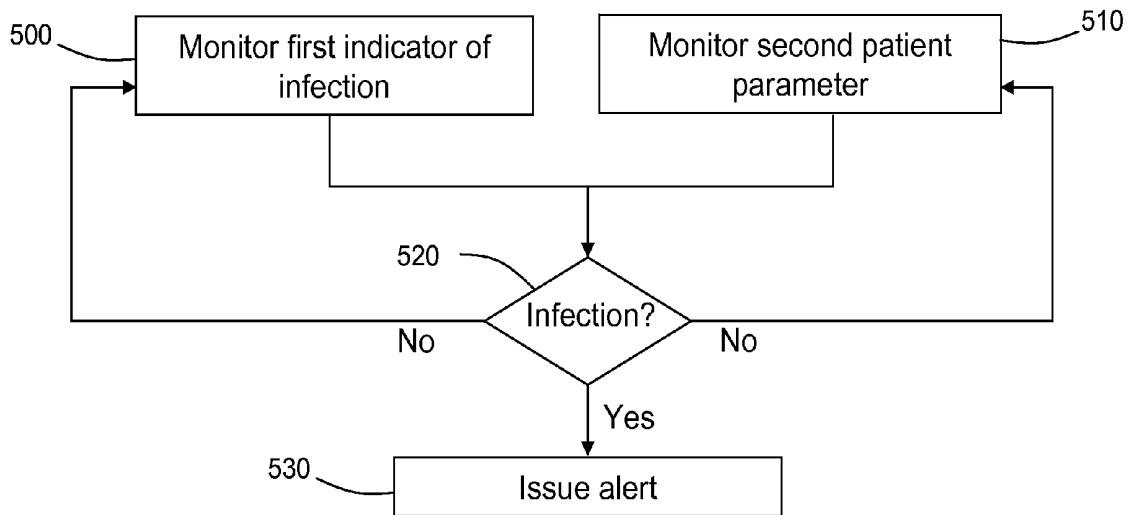 500
Monitor first indicator of
infection
Monitor second patient
parameter
510
520
Infection?
No
No
Yes
530
Issue alert